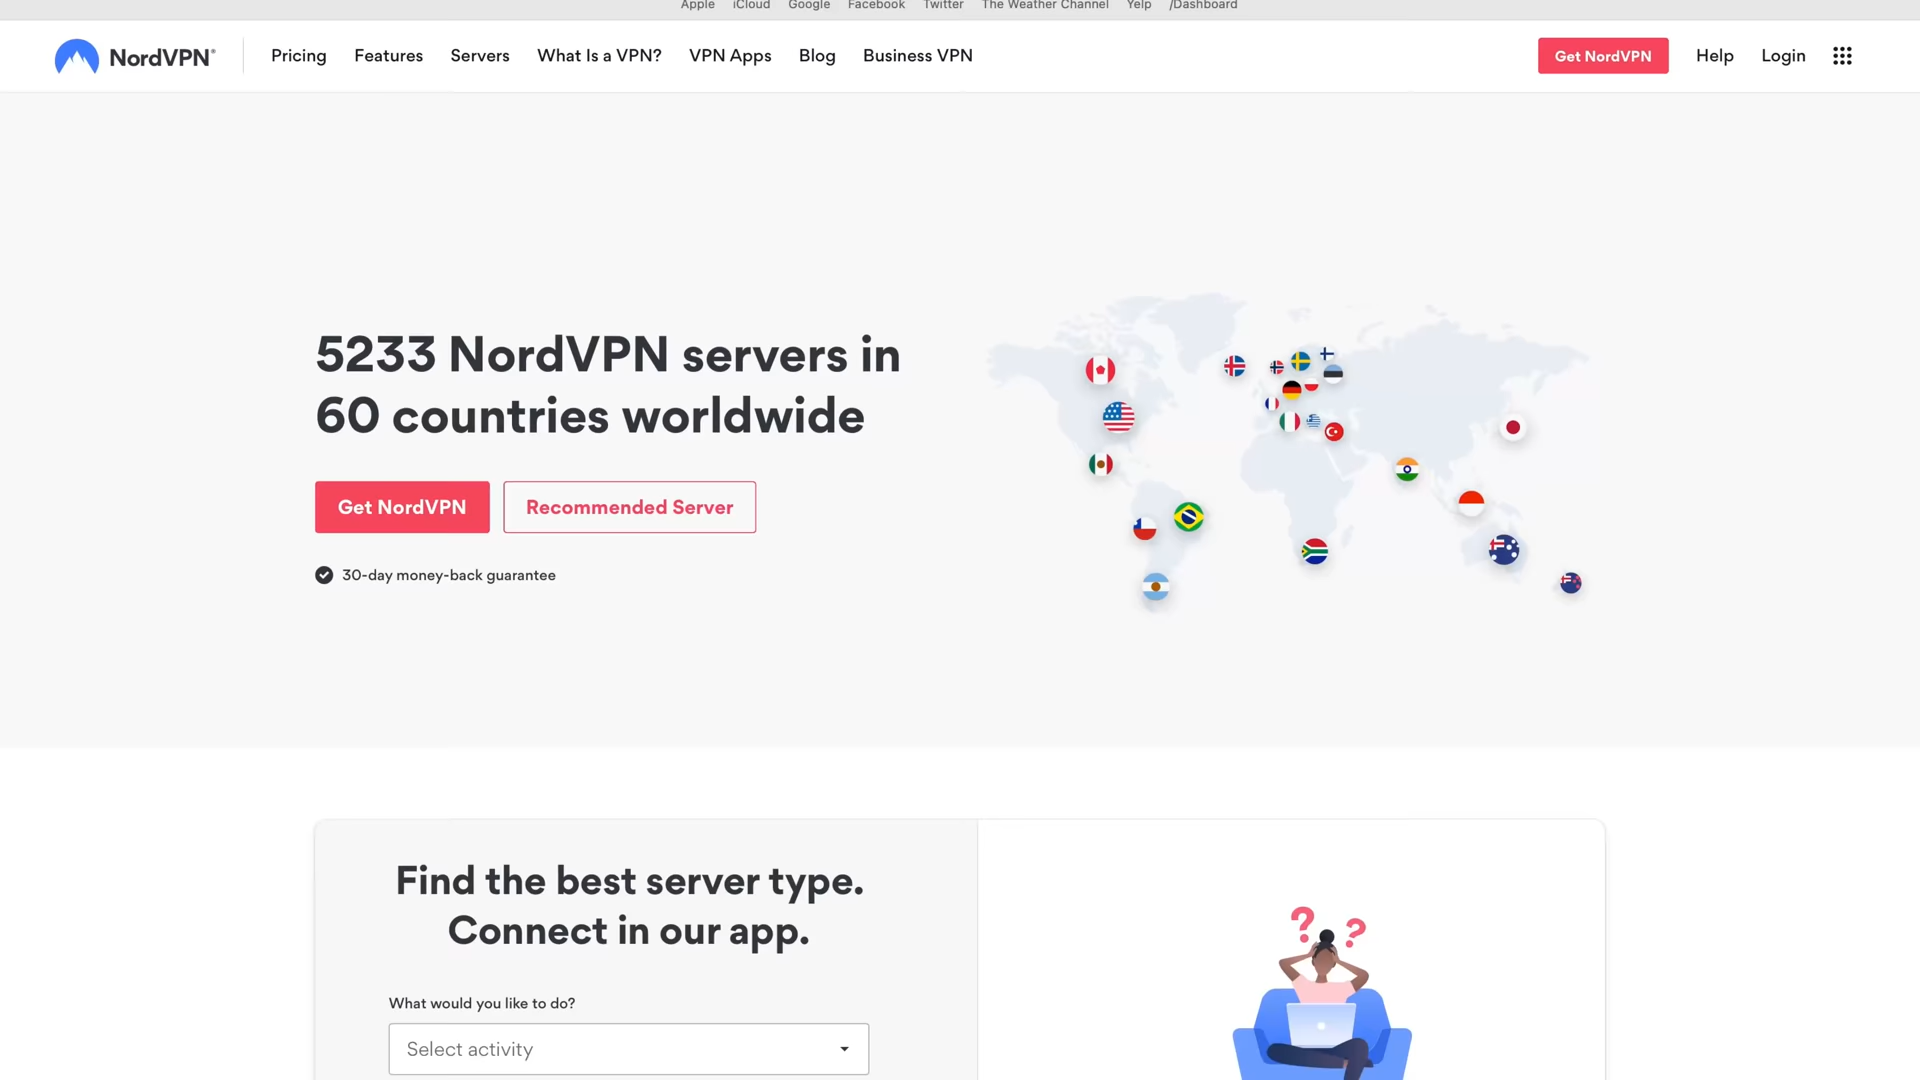 Apple iCloud Google Facebook Twitter The Weather Channel Yelp /Dashboard
NordVPN® Pricing Features Servers What Is a VPN? VPN Apps Blog Business VPN Get NordVPN Help Login
5233 NordVPN servers in
60 countries worldwide
Get NordVPN Recommended Server
30-day money-back guarantee
Find the best server type.
Connect in our app.
? ?
What would you like to do?
Select activity